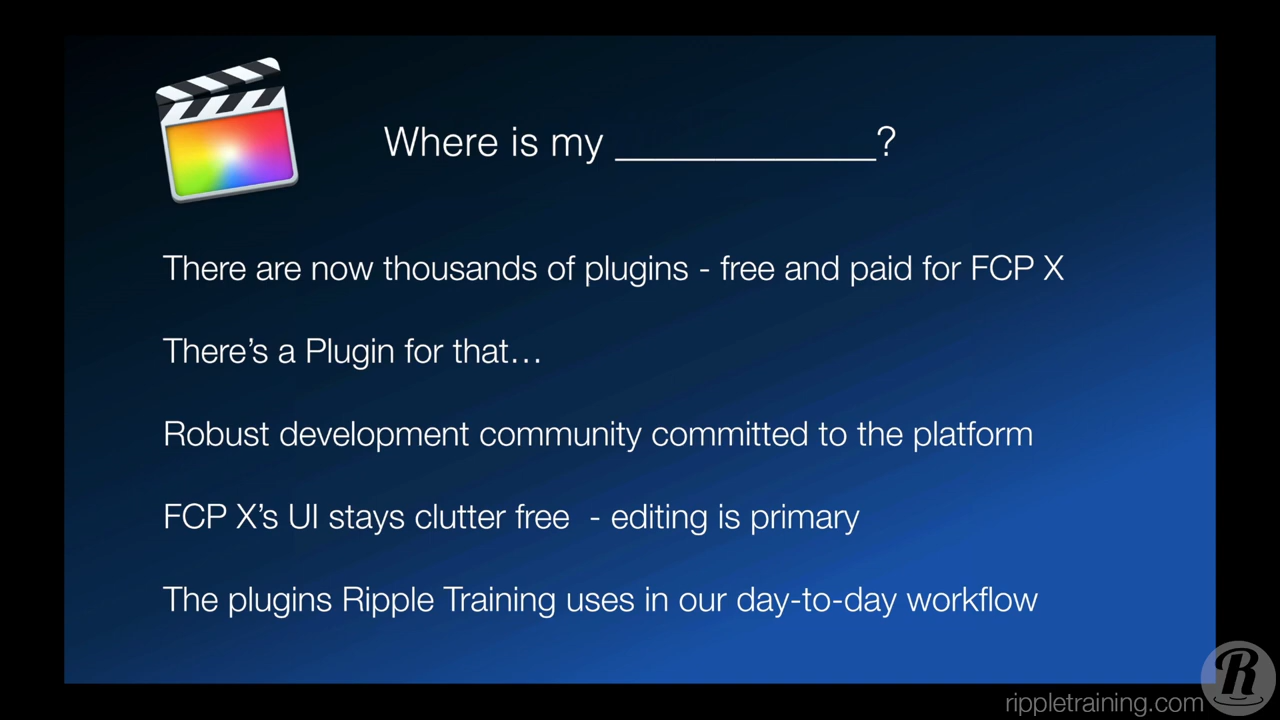 Where is my _____________?
There are now thousands of plugins - free and paid for FCP X
There’s a Plugin for that…
Robust development community committed to the platform
FCP X’s UI stays clutter free  - editing is primary
The plugins Ripple Training uses in our day-to-day workflow
R
rippletraining.com